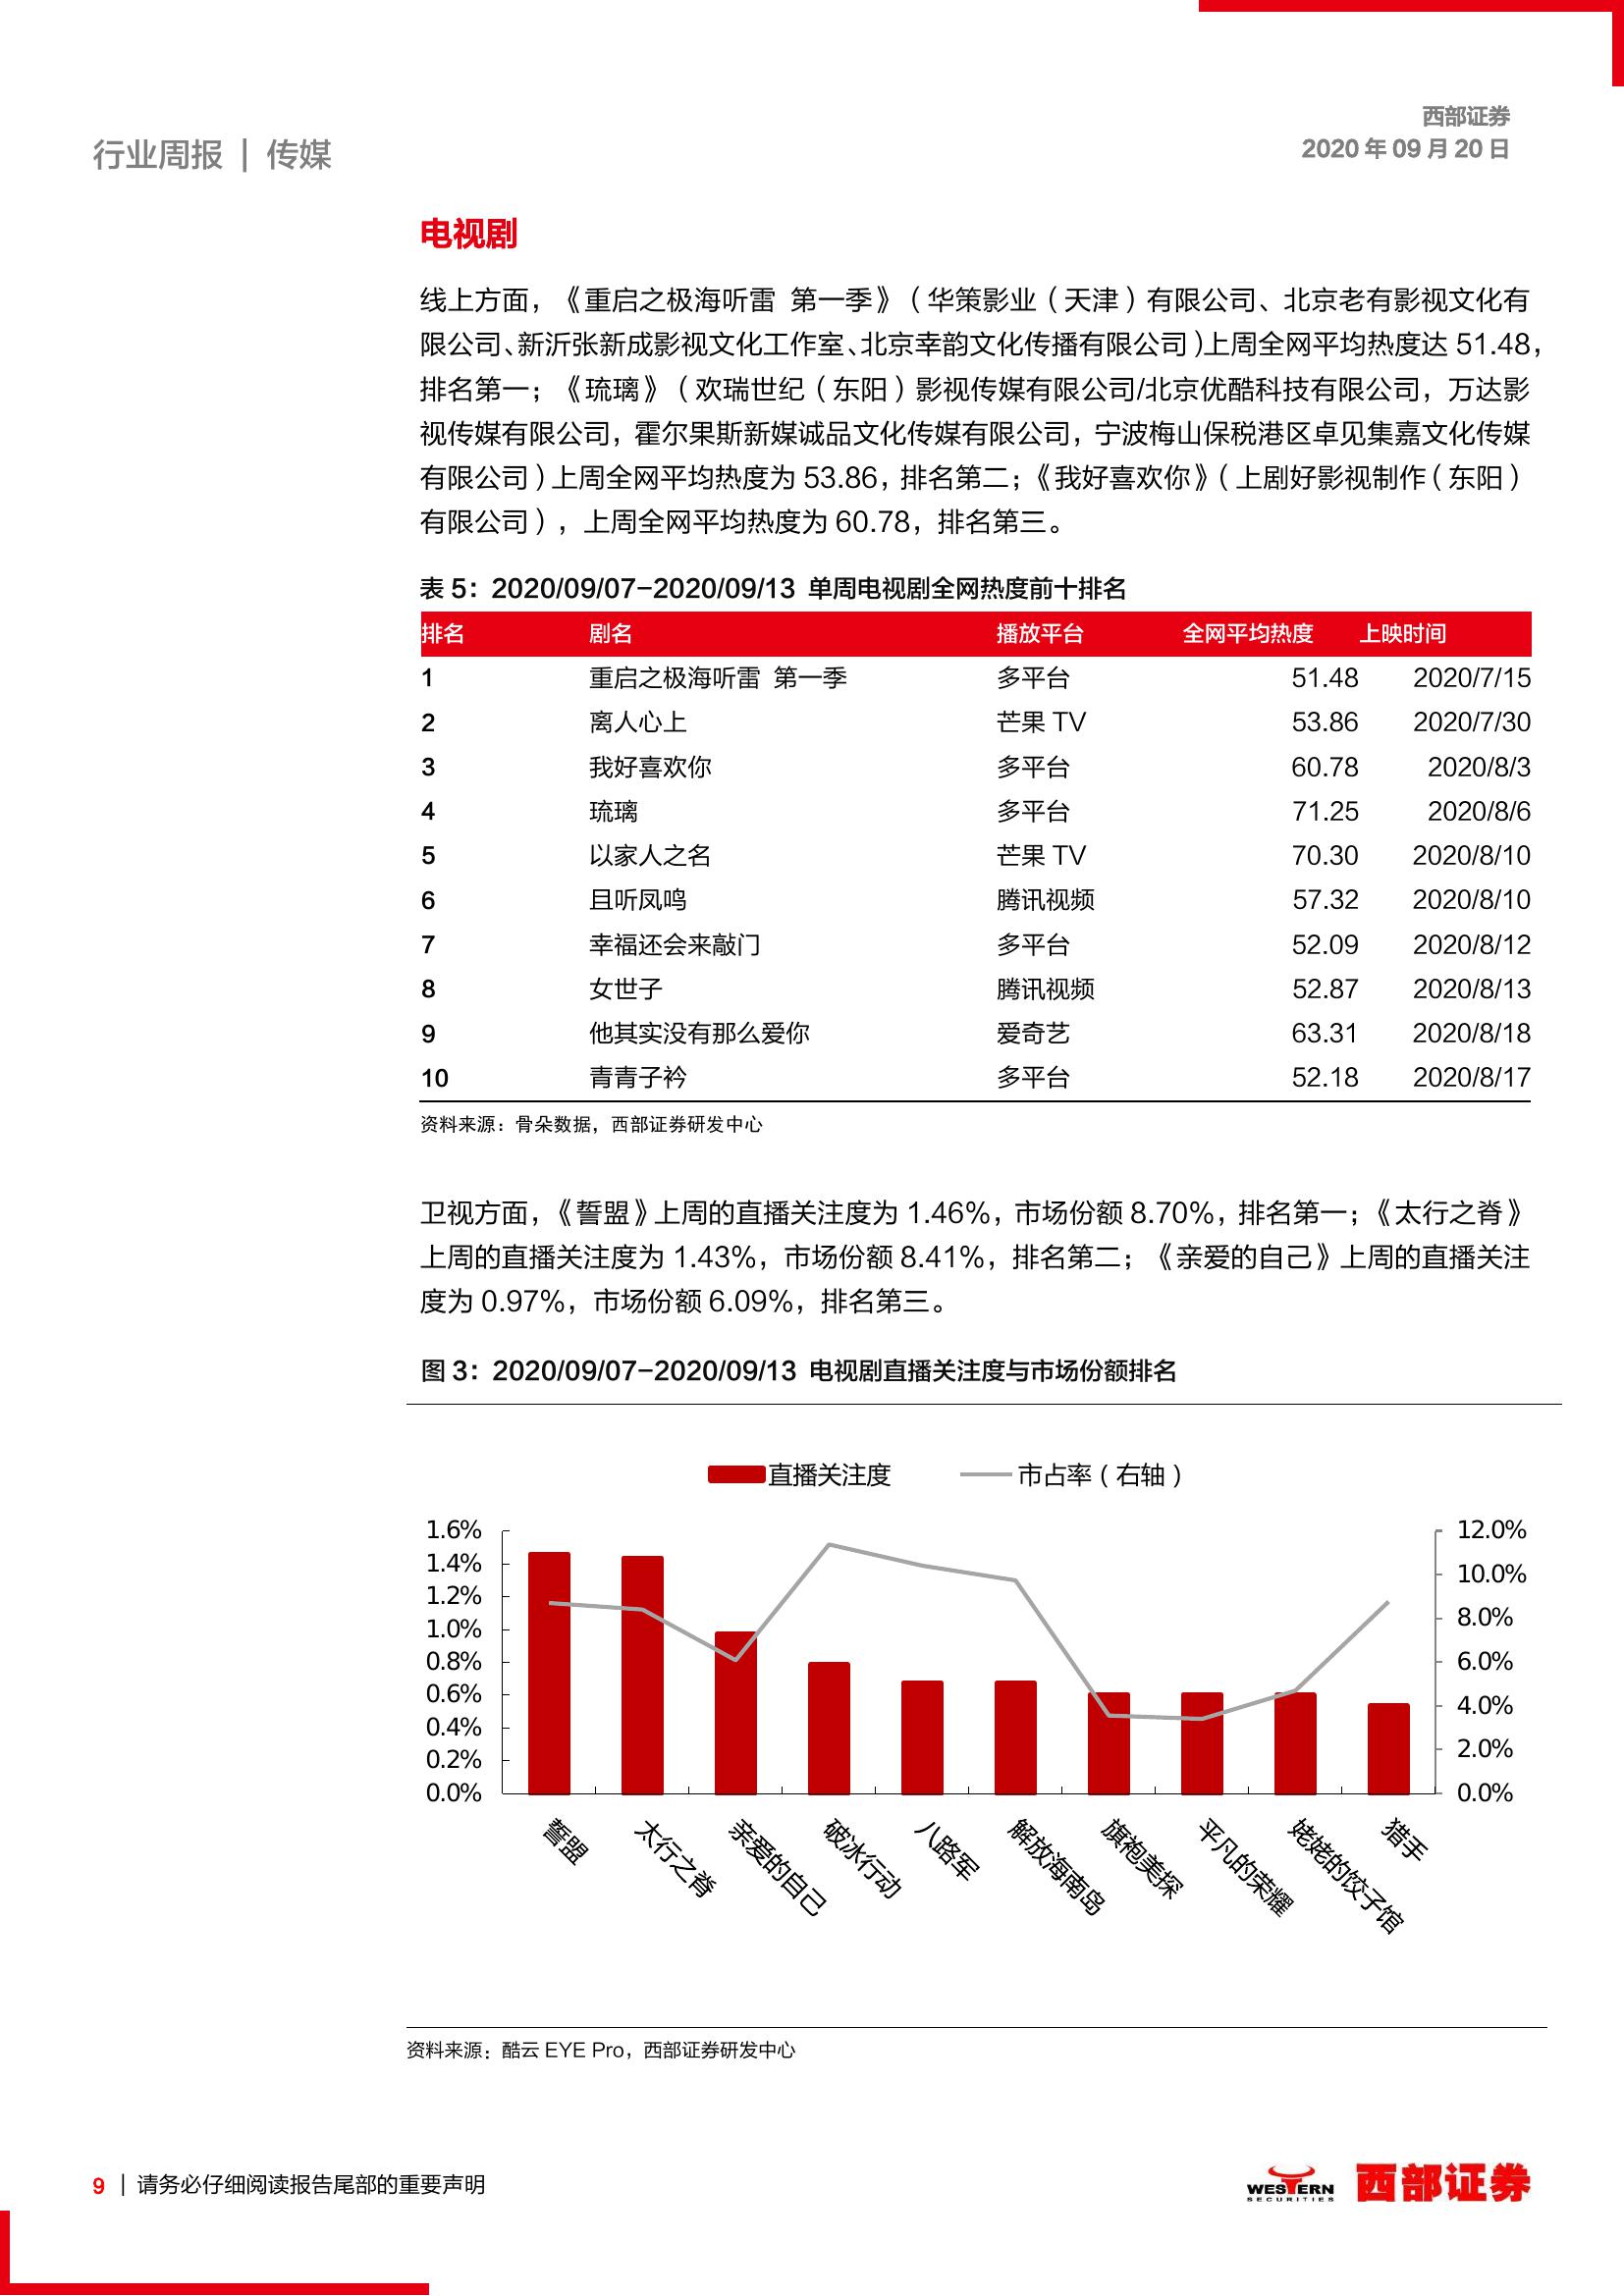 西部证券
行业周报 | 传媒
2020 年 09 月 20 日
电视剧
线上方面，《重启之极海听雷 第一季》（华策影业（天津）有限公司、北京老有影视文化有
限公司、新沂张新成影视文化工作室、北京幸韵文化传播有限公司）上周全网平均热度达 51.48，
排名第一；《琉璃》（欢瑞世纪（东阳）影视传媒有限公司/北京优酷科技有限公司，万达影
视传媒有限公司，霍尔果斯新媒诚品文化传媒有限公司，宁波梅山保税港区卓见集嘉文化传媒
有限公司）上周全网平均热度为 53.86，排名第二；《我好喜欢你》（上剧好影视制作（东阳）
有限公司），上周全网平均热度为 60.78，排名第三。
表 5：2020/09/07-2020/09/13 单周电视剧全网热度前十排名
排名 剧名 播放平台 全网平均热度 上映时间
1 重启之极海听雷 第一季 多平台 51.48 2020/7/15
2 离人心上 芒果 TV 53.86 2020/7/30
3 我好喜欢你 多平台 60.78 2020/8/3
4 琉璃 多平台 71.25 2020/8/6
5 以家人之名 芒果 TV 70.30 2020/8/10
6 且听凤鸣 腾讯视频 57.32 2020/8/10
7 幸福还会来敲门 多平台 52.09 2020/8/12
8 女世子 腾讯视频 52.87 2020/8/13
9 他其实没有那么爱你 爱奇艺 63.31 2020/8/18
10 青青子衿 多平台 52.18 2020/8/17
资料来源：骨朵数据，西部证券研发中心
卫视方面，《誓盟》上周的直播关注度为 1.46%，市场份额 8.70%，排名第一；《太行之脊》
上周的直播关注度为 1.43%，市场份额 8.41%，排名第二；《亲爱的自己》上周的直播关注
度为 0.97%，市场份额 6.09%，排名第三。
图 3：2020/09/07-2020/09/13 电视剧直播关注度与市场份额排名
直播关注度 市占率（右轴）
1.6% 12.0%
1.4% 10.0%
1.2% 8.0%
1.0% 6.0%
0.8% 4.0%
0.6% 2.0%
0.4% 0.0%
0.2%
0.0%
誓盟
太行之脊
亲爱的自己
破冰行动
八路军
解放海南岛
旗袍美探
平凡的荣耀
姥姥的饺子馆
猎手
资料来源：酷云 EYE Pro，西部证券研发中心
9 | 请务必仔细阅读报告尾部的重要声明
WESTERN
SECURITIES
西部证券